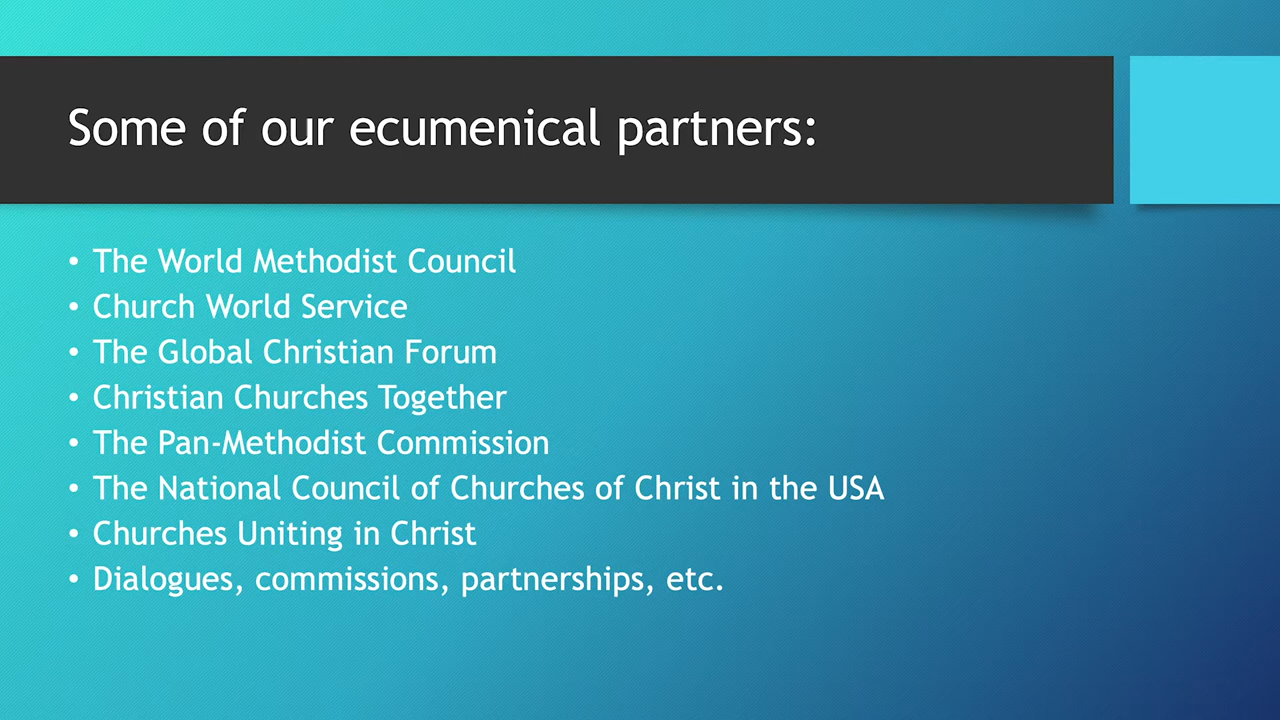 Some of our ecumenical partners:
• The World Methodist Council
• Church World Service
• The Global Christian Forum
• Christian Churches Together
• The Pan-Methodist Commission
• The National Council of Churches of Christ in the USA
• Churches Uniting in Christ
• Dialogues, commissions, partnerships, etc.